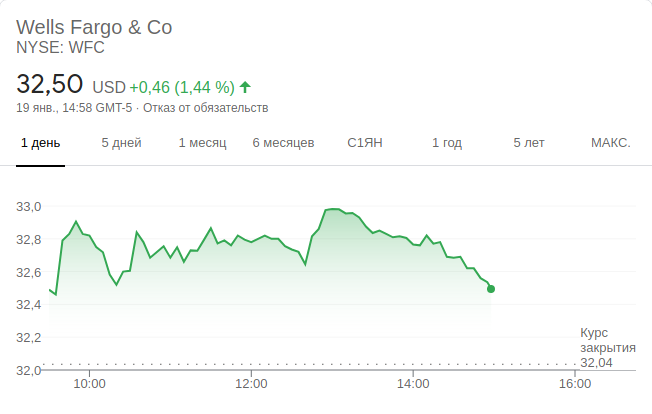 Wells Fargo & Co
NYSE: WFC
32,50 USD +0,46 (1,44 %)
19 янв., 14:58 GMT-5 · Отказ от обязательств
1 день 5 дней 1 месяц 6 месяцев С1ЯН 1 год 5 лет МАКС.
33,0
32,8
32,6
32,4
32,2
Курс
закрытия
32,04
32,0
10:00 12:00 14:00 16:00